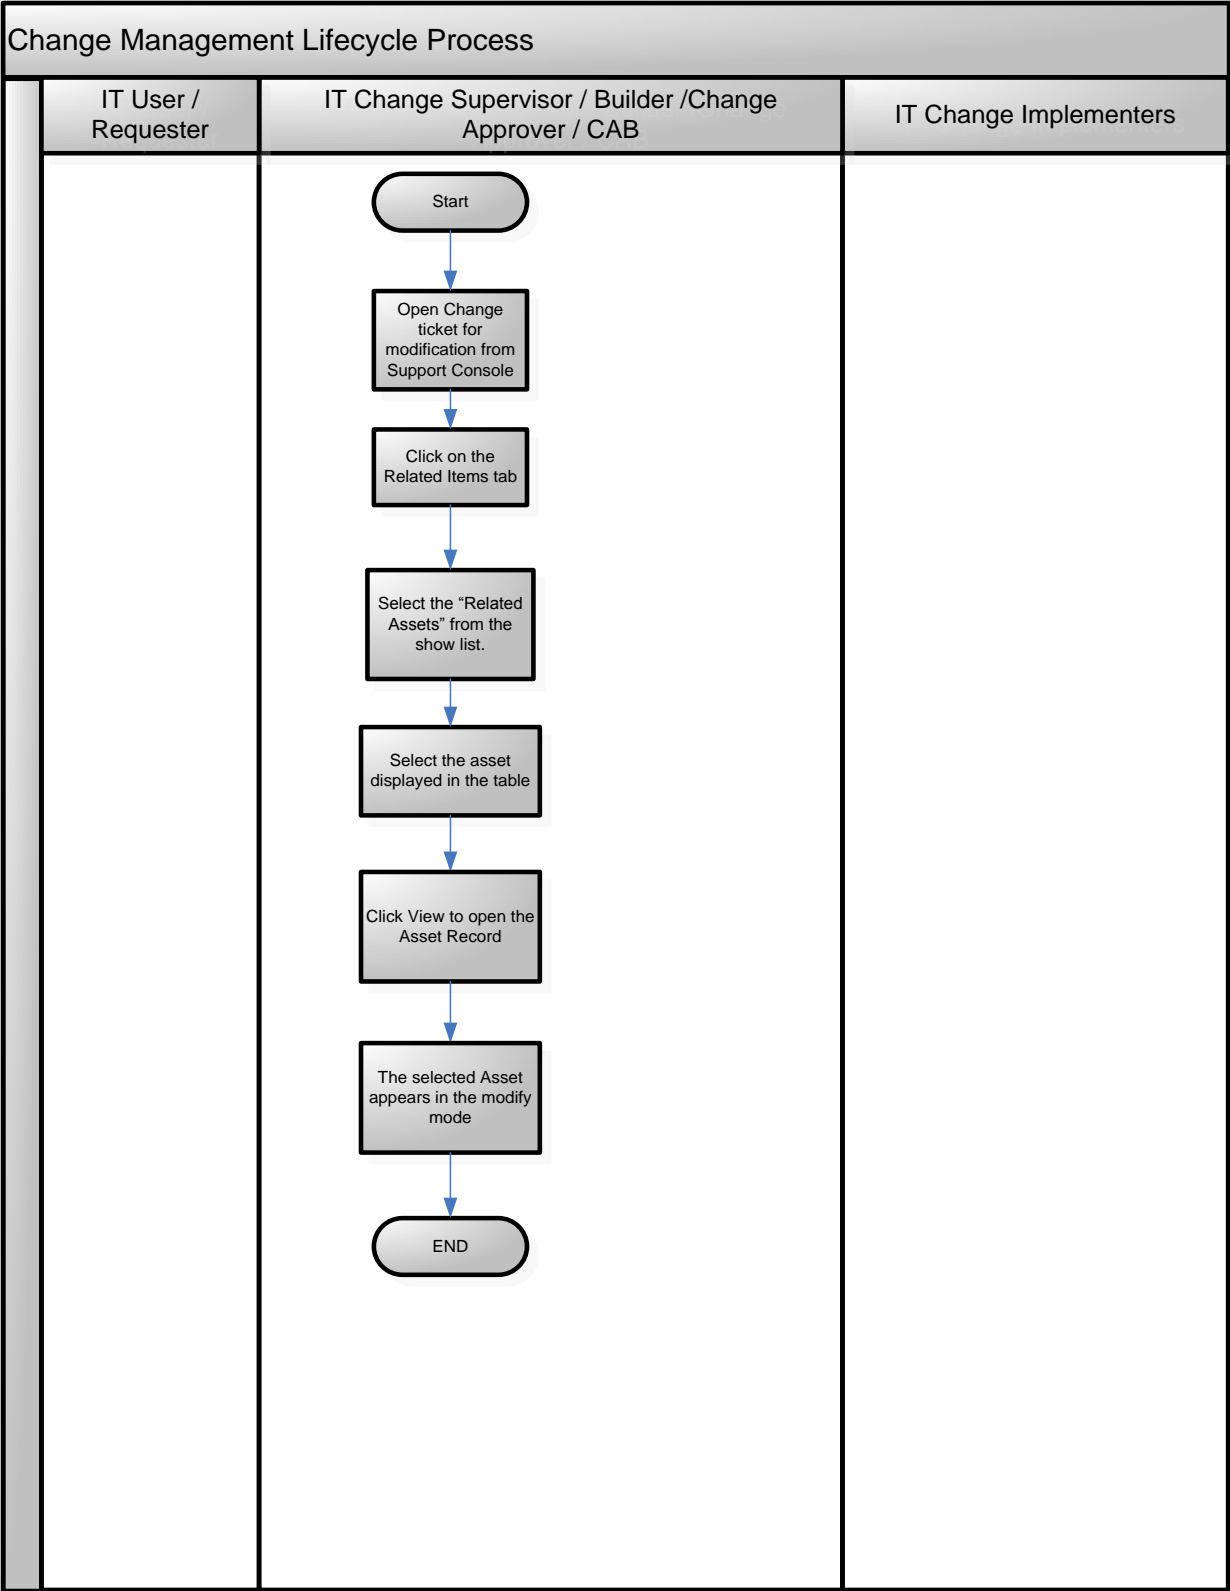 Change Management Lifecycle Process
IT User /
Requester
IT Change Supervisor / Builder /Change
Approver / CAB
IT Change Implementers
Start
Open Change
ticket for
modification from
Support Console
Click on the
Related Items tab
Select the “Related
Assets” from the
show list.
Select the asset
displayed in the table
Click View to open the
Asset Record
The selected Asset
appears in the modify
mode
END